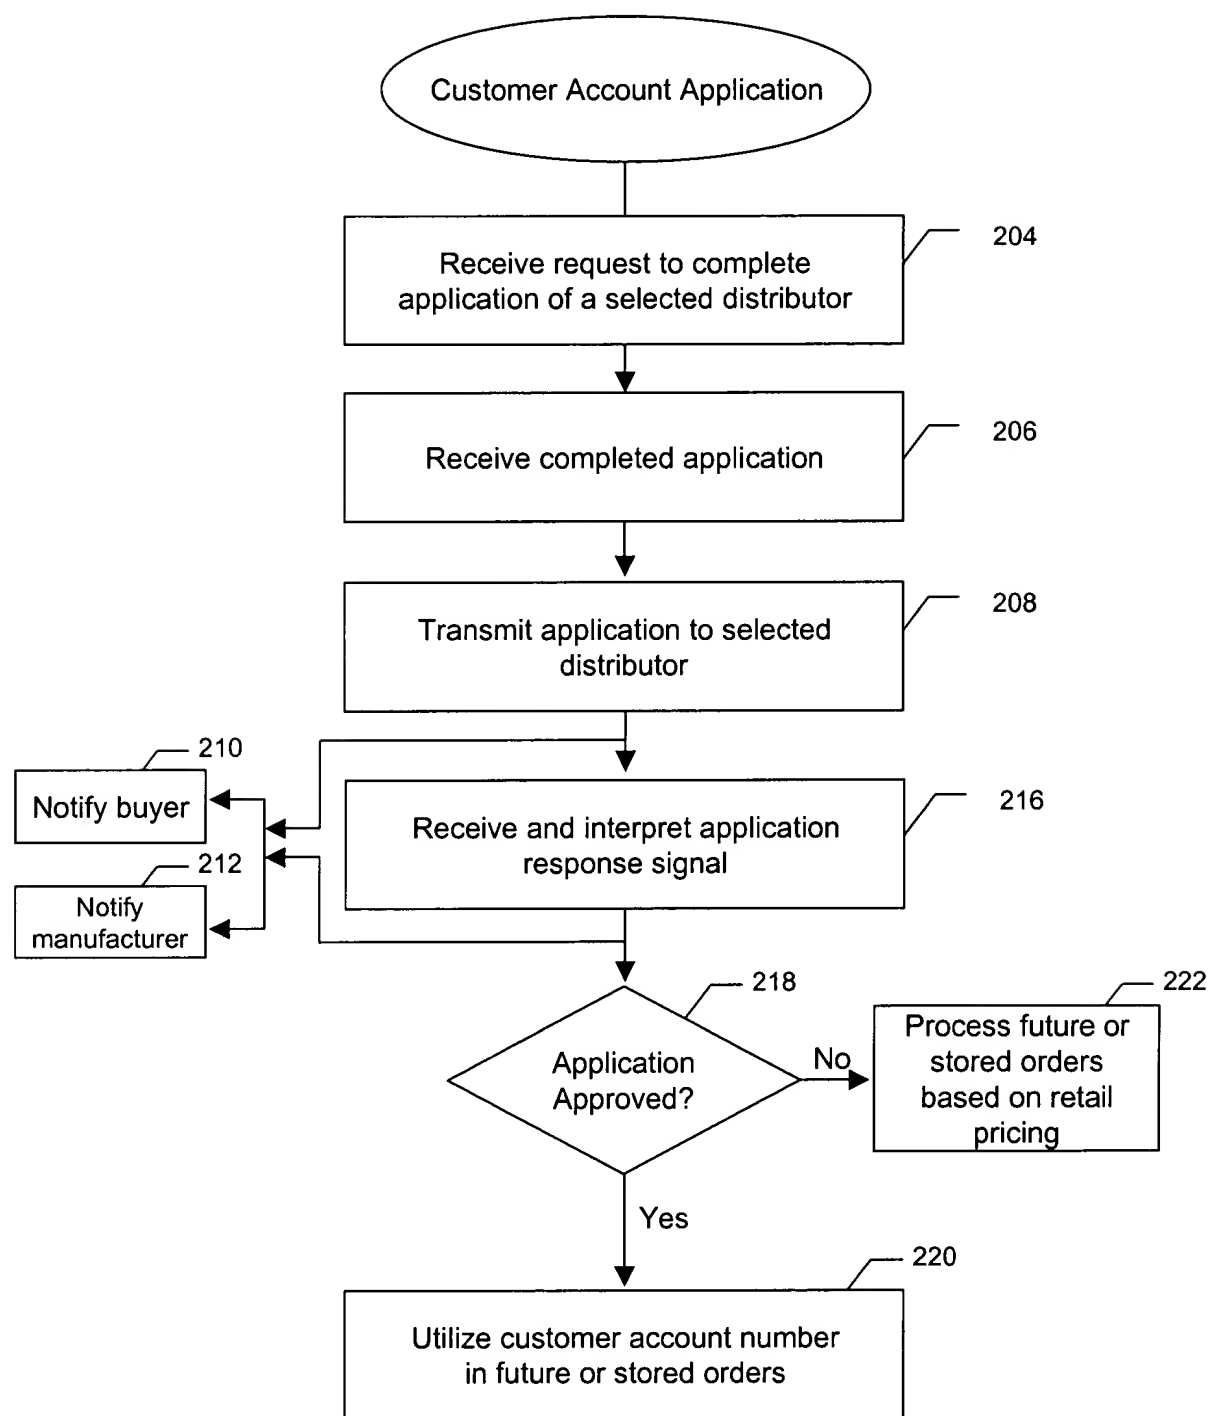 Customer Account Application
204
Receive request to complete
application of a selected distributor
206
Receive completed application
208
Transmit application to selected
distributor
210
Notify buyer
216
Receive and interpret application
response signal
212
Notify
manufacturer
218
Application
Approved?
No
222
Process future or
stored orders
based on retail
pricing
Yes
220
Utilize customer account number
in future or stored orders